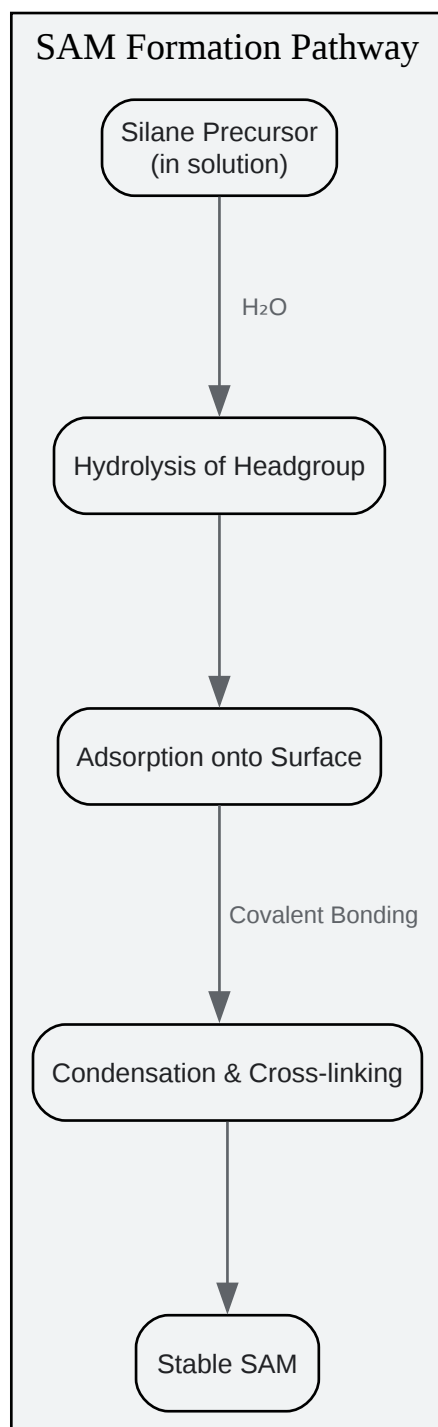 SAM Formation Pathway
Silane Precursor
(in solution)
H₂O
Hydrolysis of Headgroup
Adsorption onto Surface
Covalent Bonding
Condensation & Cross-linking
Stable SAM